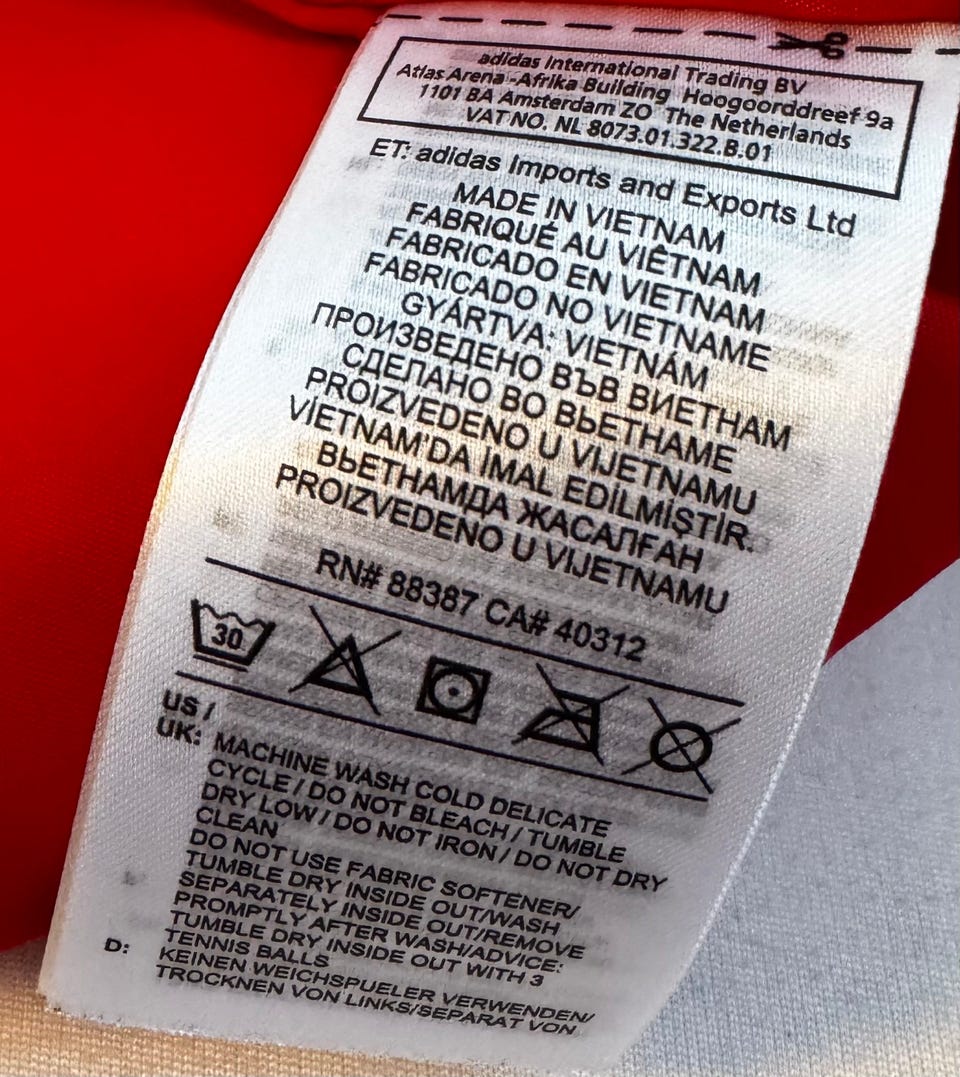 adidas International Trading BV
Atlas Arena -Afrika Building Hoogoorddreef 9a
1101 BA Amsterdam ZO The Netherlands
VAT NO. NL 8073.01.322.B.01
ET: adidas Imports and Exports Ltd
MADE IN VIETNAM
FABRIQUÉ AU VIÊTNAM
FABRICADO EN VIETNAM
FABRICADO NO VIETNAME
GYÁRTVA: VIETNÁM
ПРОИЗВЕДЕНО ВЪВ ВИЕТНАМ
СДЕЛАНО ВО ВЬЕТНАМЕ
PROIZVEDENO U VIJETNAMU
VİETNAM'DA İMAL EDİLMİŞTİR.
ВЬЕТНАМДА ЖАСАЛҒАН
PROIZVEDENO U VIJETNAMU
RN# 88387 CA# 40312
30
US /
UK: MACHINE WASH COLD DELICATE
CYCLE / DO NOT BLEACH / TUMBLE
DRY LOW / DO NOT IRON / DO NOT DRY
CLEAN
DO NOT USE FABRIC SOFTENER/
TUMBLE DRY INSIDE OUT/WASH
SEPARATELY INSIDE OUT/REMOVE
PROMPTLY AFTER WASH/ADVICE:
TUMBLE DRY INSIDE OUT WITH 3
TENNIS BALLS
D: KEINEN WEICHSPUELER VERWENDEN/
TROCKNEN VON LINKS/SEPARAT VON